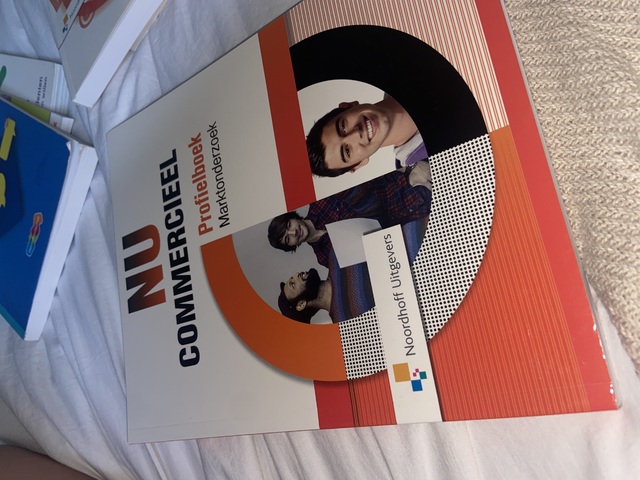 NU
COMMERCIEEL
Profielboek
Marktonderzoek
Noordhoff Uitgevers